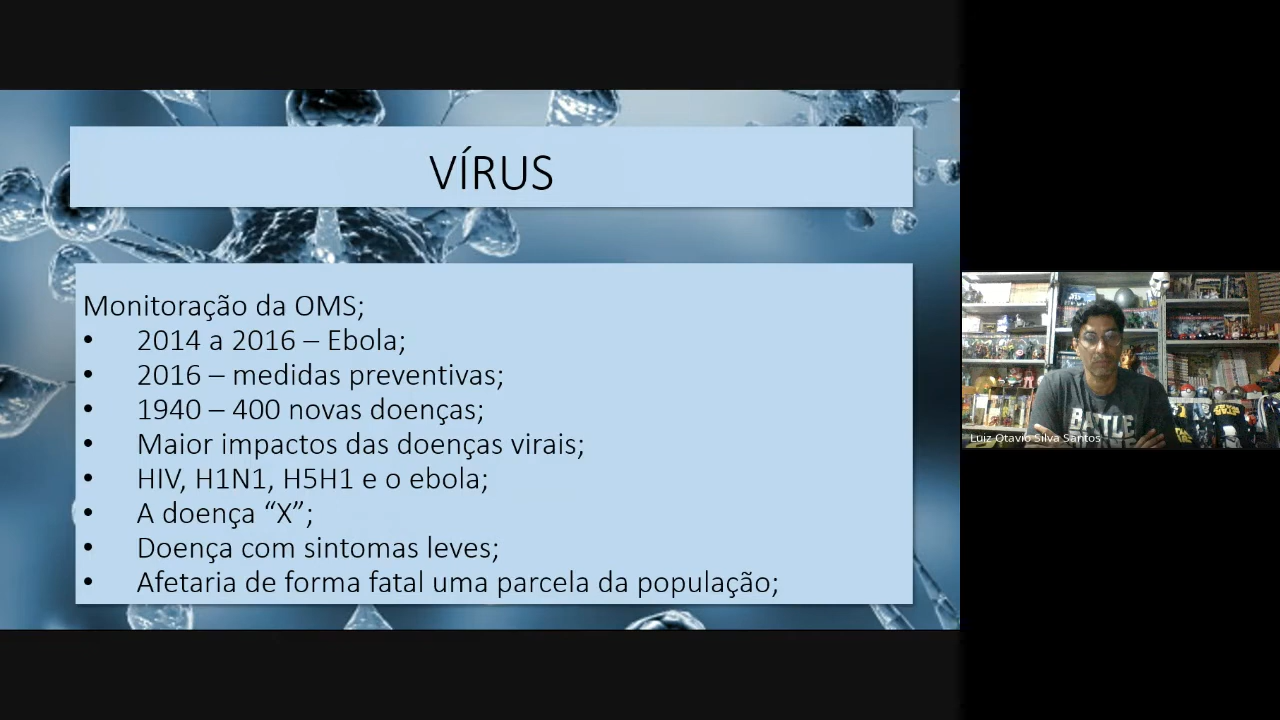 VÍRUS
Monitoração da OMS;
• 2014 a 2016 – Ebola;
• 2016 – medidas preventivas;
• 1940 – 400 novas doenças;
• Maior impactos das doenças virais;
• HIV, H1N1, H5H1 e o ebola;
• A doença “X”;
• Doença com sintomas leves;
• Afetaria de forma fatal uma parcela da população;
BATTLE
Luiz Otavio Silva Santos